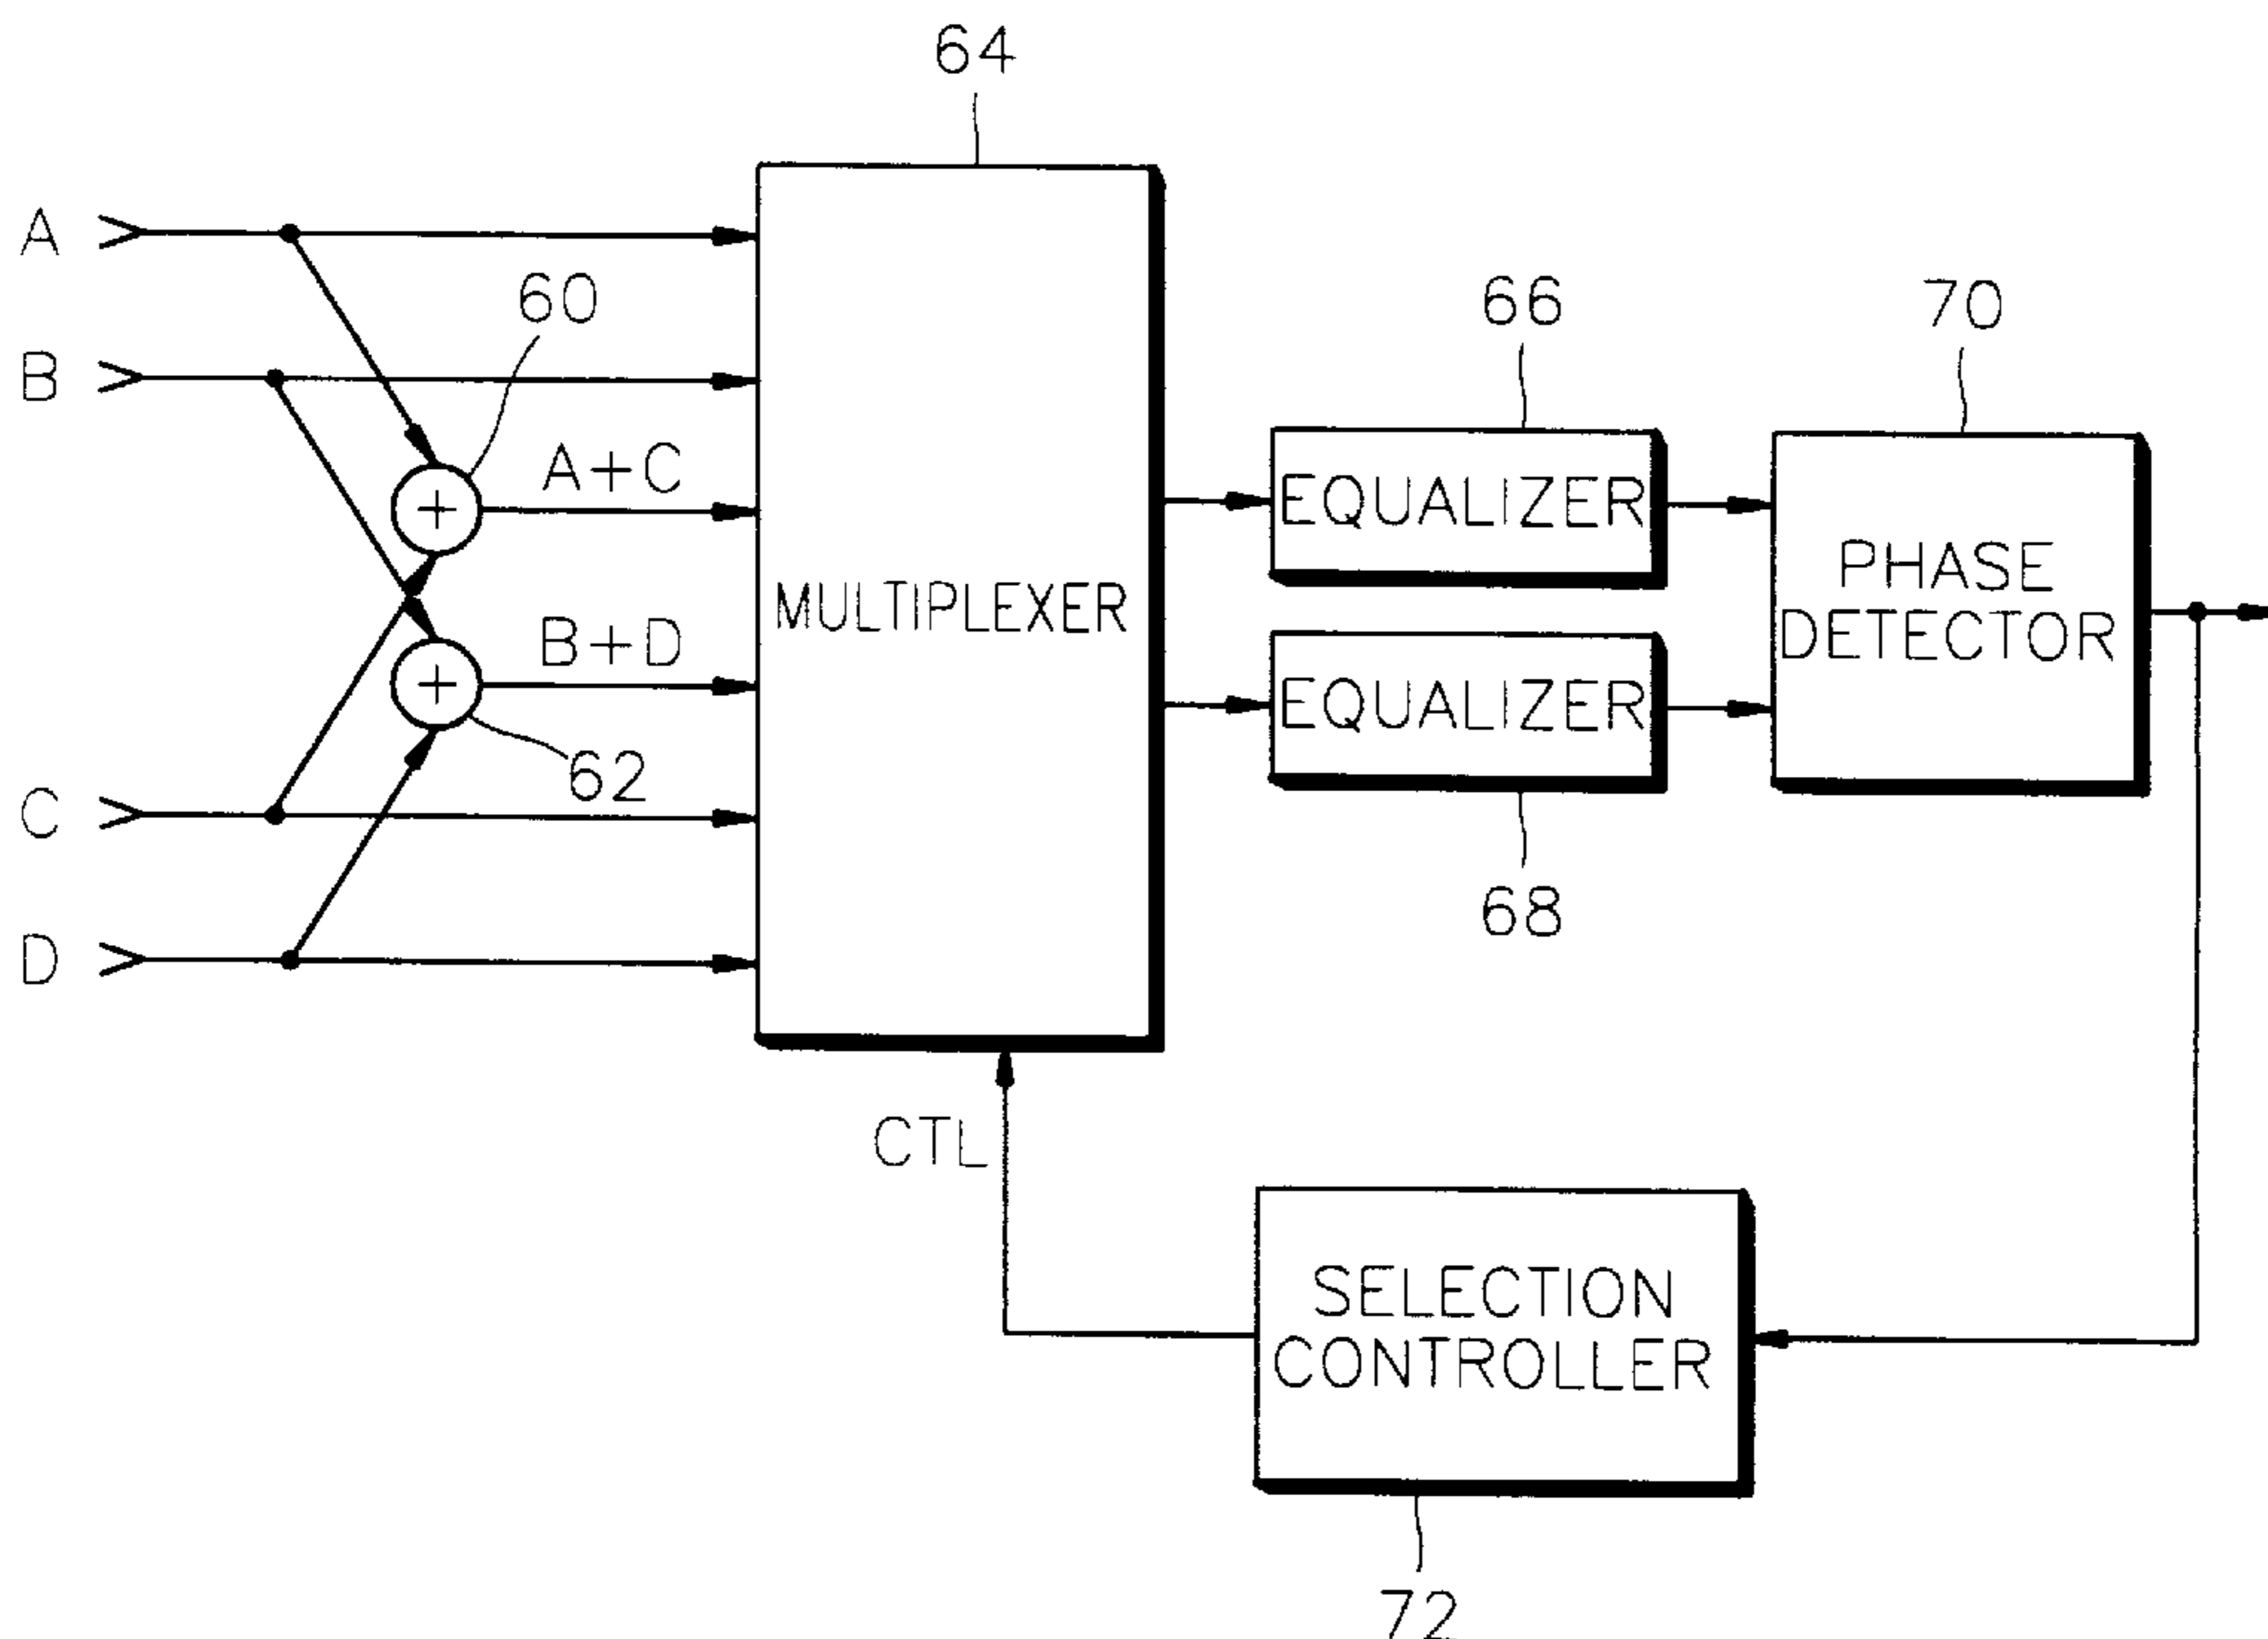 64
A
60
B
66
70
A+C
EQUALIZER
PHASE
DETECTOR
MULTIPLEXER
B+D
EQUALIZER
62
C
68
D
CTL
SELECTION
CONTROLLER
72